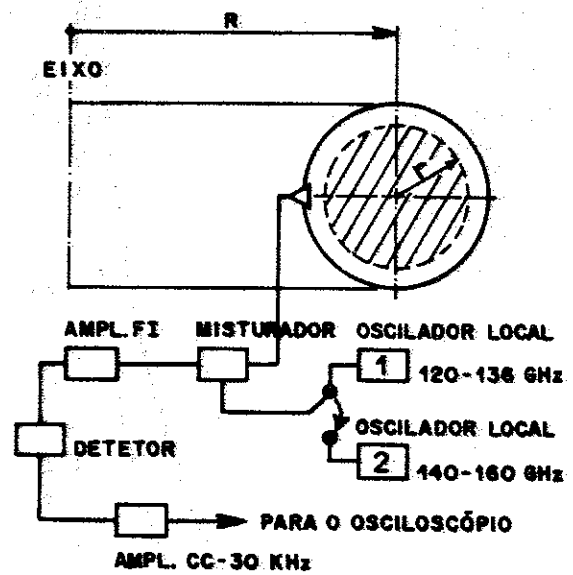 R
EIXO
r
AMPL. FI MISTURADOR OSCILADOR LOCAL
1 120-136 GHz
OSCILADOR LOCAL
DETETOR
2 140-160 GHz
PARA O OSCILOSCÓPIO
AMPL. CC-30 KHz